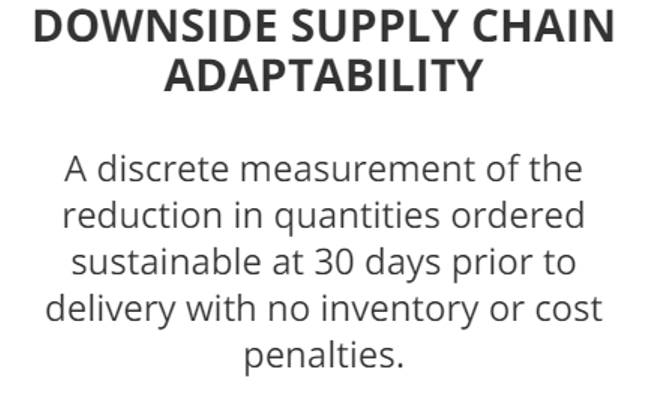 DOWNSIDE SUPPLY CHAIN
ADAPTABILITY
A discrete measurement of the
reduction in quantities ordered
sustainable at 30 days prior to
delivery with no inventory or cost
penalties.